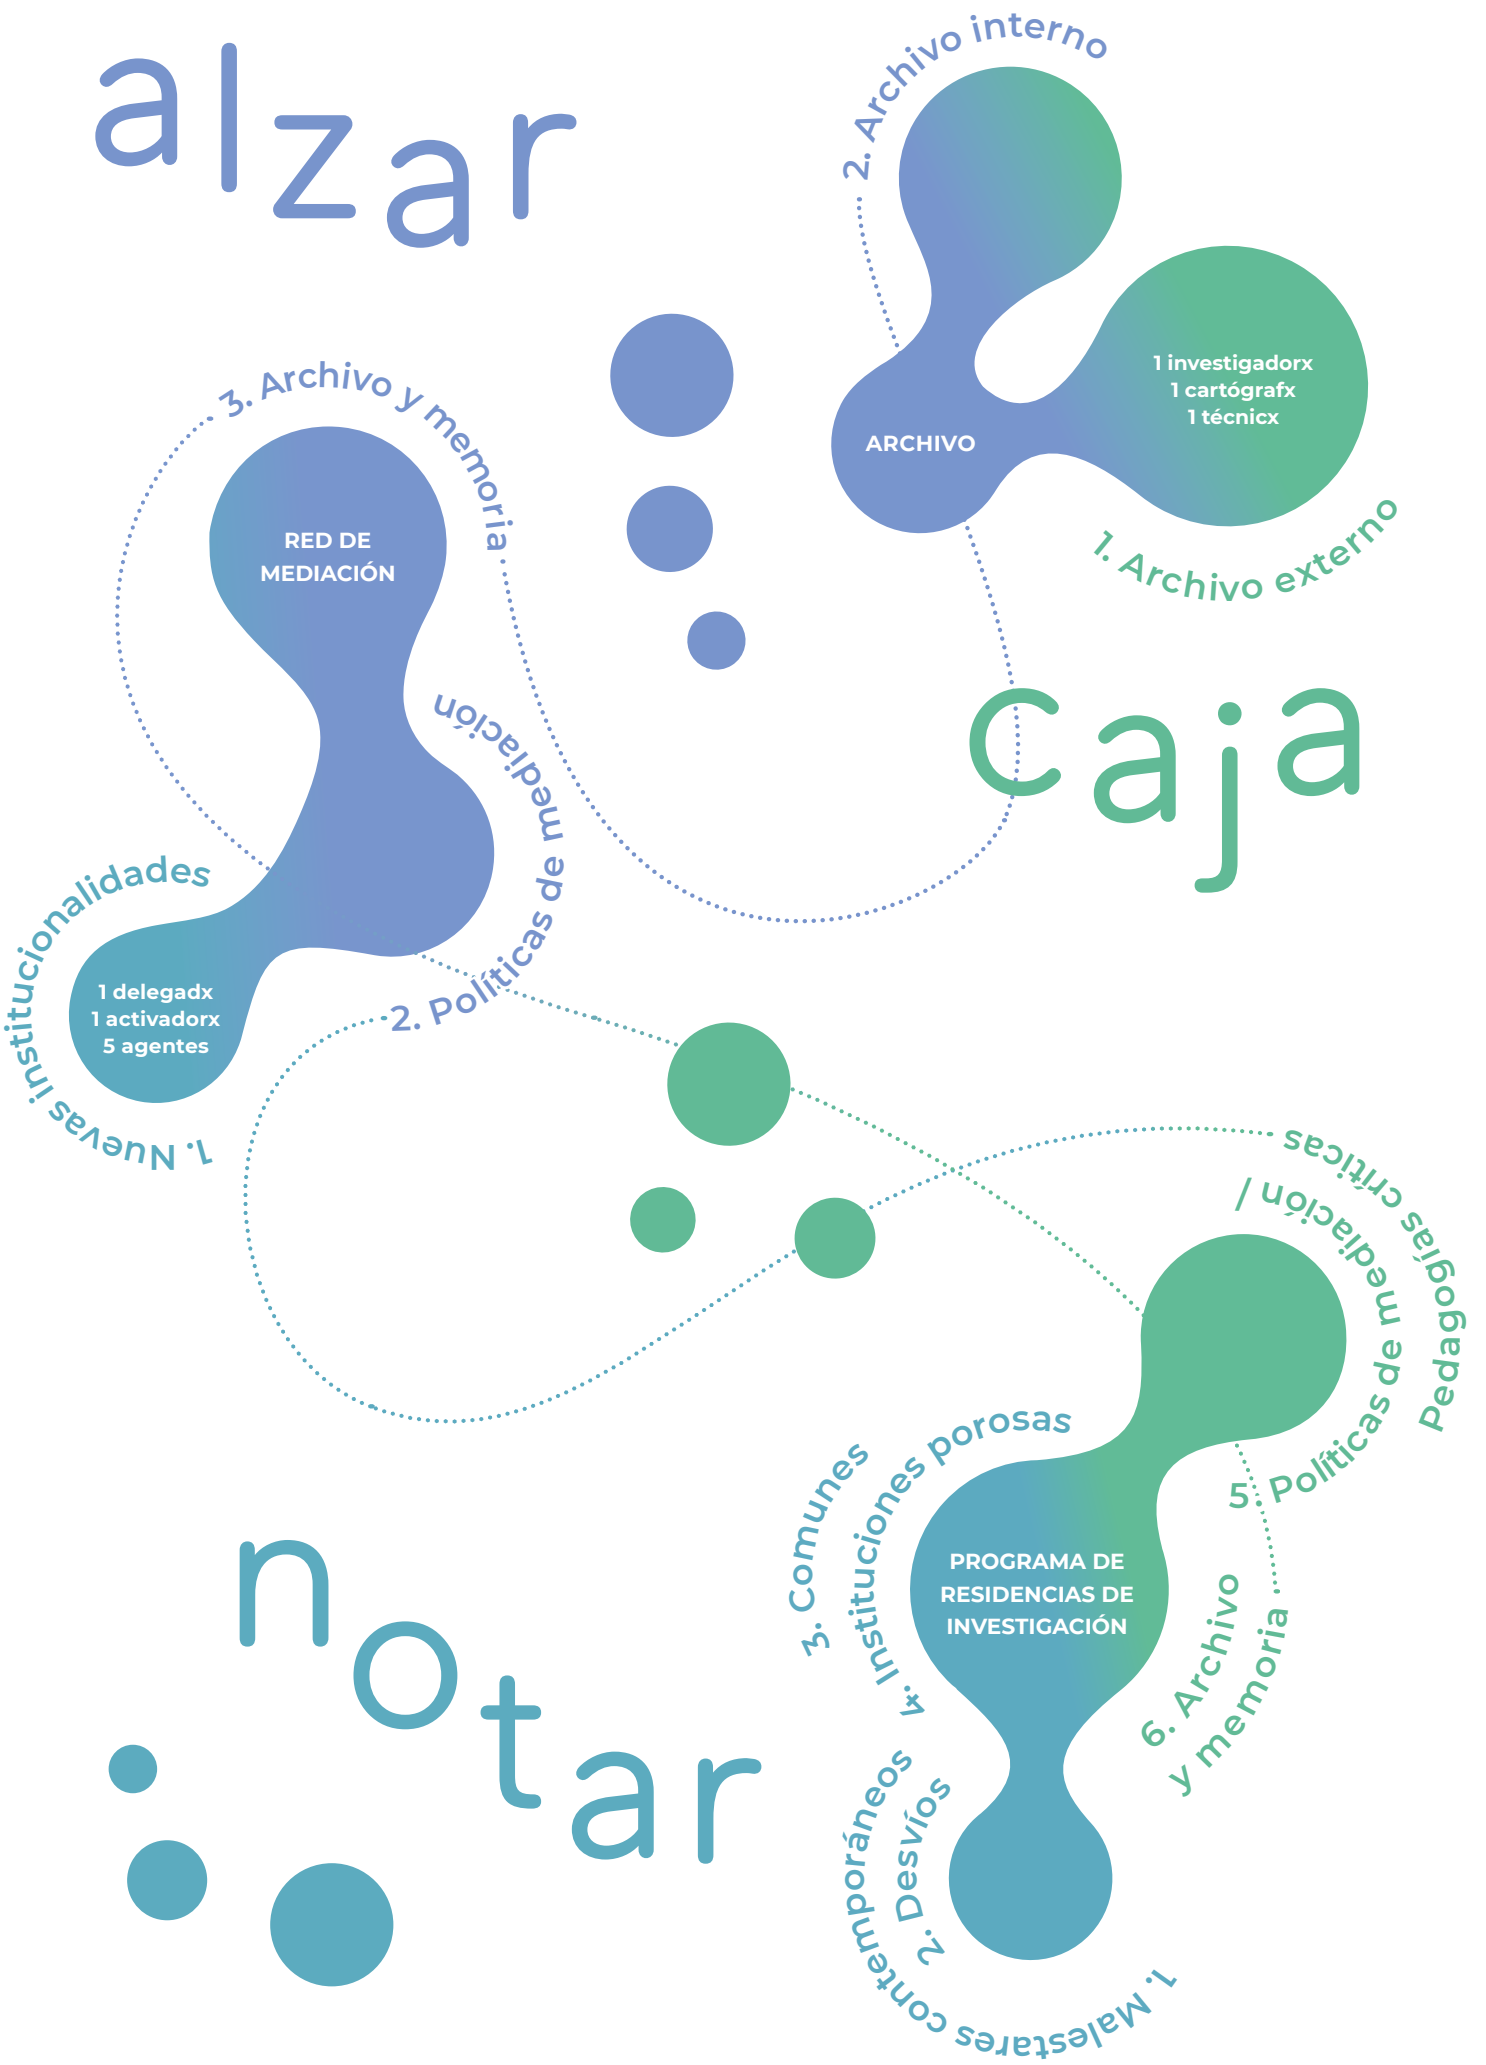 alzar
2. Archivo interno
1 investigadorx
1 cartógrafx
1 técnicx
ARCHIVO
1. Archivo externo
3. Archivo y memoria
RED DE
MEDIACIÓN
2. Políticas de mediación
caja
1. Nuevas institucionalidades
1 delegadx
1 activadorx
5 agentes
5. Políticas de mediación /
Pedagogías críticas
3. Comunes
4. Instituciones porosas
PROGRAMA DE
RESIDENCIAS DE
INVESTIGACIÓN
6. Archivo
y memoria
notar
2. Desvíos
1. Malestares contemporáneos